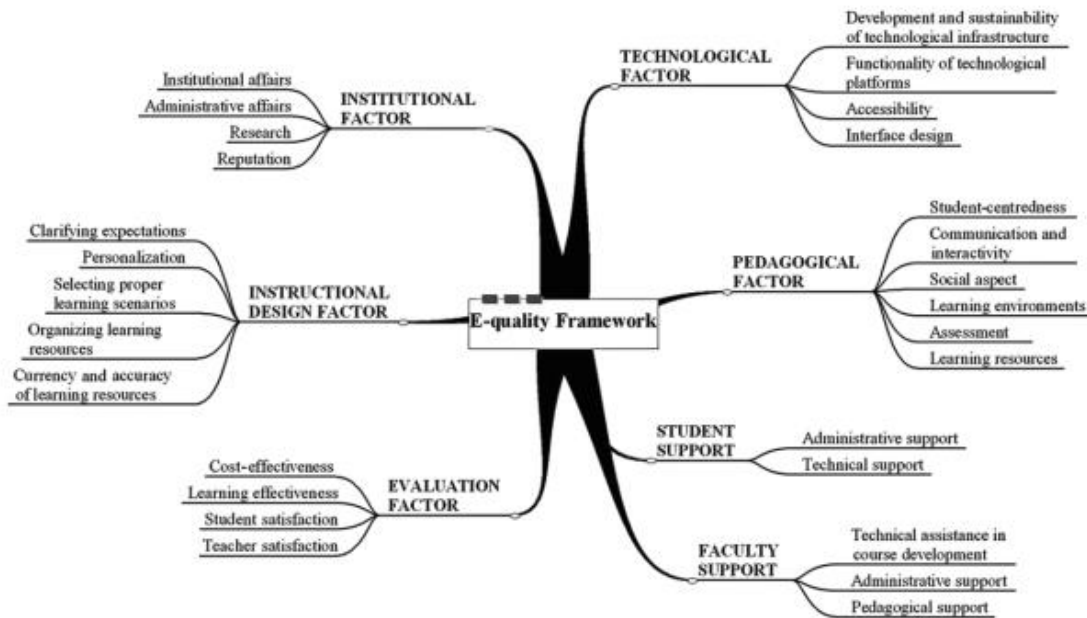 Institutional affairs
Administrative affairs
Research
Reputation
INSTITUTIONAL
FACTOR
Clarifying expectations
Personalization
Selecting proper
learning scenarios
Organizing learning
resources
Currency and accuracy
of learning resources
INSTRUCTIONAL
DESIGN FACTOR
Cost-effectiveness
Learning effectiveness
Student satisfaction
Teacher satisfaction
EVALUATION
FACTOR
E-quality Framework
TECHNOLOGICAL
FACTOR
Development and sustainability
of technological infrastructure
Functionality of technological
platforms
Accessibility
Interface design
PEDAGOGICAL
FACTOR
Student-centredness
Communication and
interactivity
Social aspect
Learning environments
Assessment
Learning resources
STUDENT
SUPPORT
Administrative support
Technical support
FACULTY
SUPPORT
Technical assistance in
course development
Administrative support
Pedagogical support